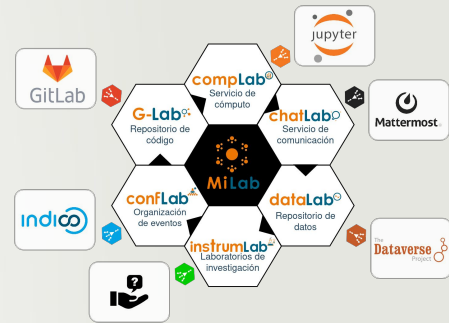 jupyter
GitLab
compLab
Servicio de
cómputo
G-Lab
Repositorio de
código
chatLab
Servicio de
comunicación
Mattermost
MiLab
confLab
Organización
de eventos
dataLab
Repositorio de
datos
indico
instrumLab
Laboratorios de
investigación
The
Dataverse
Project
?